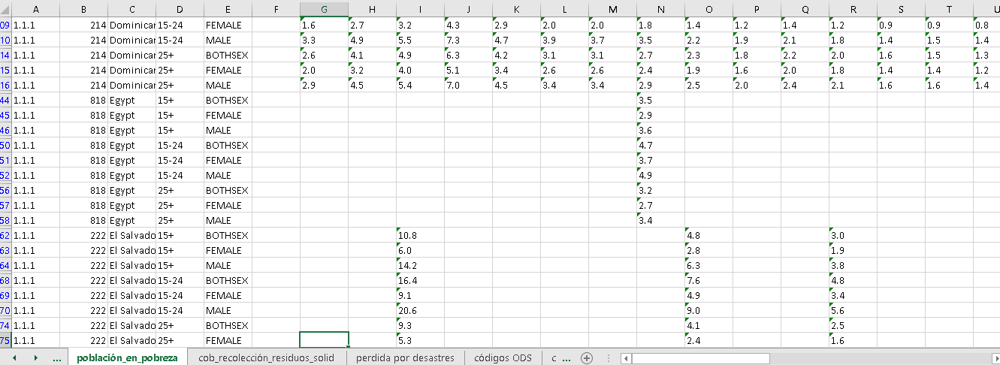 A B C D E F G H I J K L M N O P Q R S T U
09 1.1.1 214 Dominicar 15-24 FEMALE 1.6 2.7 3.2 4.3 2.9 2.0 2.0 1.8 1.4 1.2 1.4 1.2 0.9 0.9 0.8
10 1.1.1 214 Dominicar 15-24 MALE 3.3 4.9 5.5 7.3 4.7 3.9 3.7 3.5 2.2 1.9 2.1 1.8 1.4 1.5 1.4
14 1.1.1 214 Dominicar 25+ BOTHSEX 2.6 4.1 4.9 6.3 4.2 3.1 3.1 2.7 2.3 1.8 2.2 2.0 1.6 1.5 1.3
15 1.1.1 214 Dominicar 25+ FEMALE 2.0 3.2 4.0 5.1 3.4 2.6 2.6 2.4 1.9 1.6 2.0 1.8 1.4 1.4 1.2
16 1.1.1 214 Dominicar 25+ MALE 2.9 4.5 5.4 7.0 4.5 3.4 3.4 2.9 2.5 2.0 2.4 2.1 1.6 1.6 1.4
44 1.1.1 818 Egypt 15+ BOTHSEX 3.5
45 1.1.1 818 Egypt 15+ FEMALE 2.9
46 1.1.1 818 Egypt 15+ MALE 3.6
50 1.1.1 818 Egypt 15-24 BOTHSEX 4.7
51 1.1.1 818 Egypt 15-24 FEMALE 3.7
52 1.1.1 818 Egypt 15-24 MALE 4.9
56 1.1.1 818 Egypt 25+ BOTHSEX 3.2
57 1.1.1 818 Egypt 25+ FEMALE 2.7
58 1.1.1 818 Egypt 25+ MALE 3.4
62 1.1.1 222 El Salvado 15+ BOTHSEX 10.8 4.8 3.0
63 1.1.1 222 El Salvado 15+ FEMALE 6.0 2.8 1.9
64 1.1.1 222 El Salvado 15+ MALE 14.2 6.3 3.8
68 1.1.1 222 El Salvado 15-24 BOTHSEX 16.4 7.6 4.8
69 1.1.1 222 El Salvado 15-24 FEMALE 9.1 4.9 3.4
70 1.1.1 222 El Salvado 15-24 MALE 20.6 9.0 5.6
74 1.1.1 222 El Salvado 25+ BOTHSEX 9.3 4.1 2.5
75 1.1.1 222 El Salvado 25+ FEMALE 5.3 2.4 1.6
... población_en_pobreza cob_recolección_residuos_solid perdida por desastres códigos ODS c ...